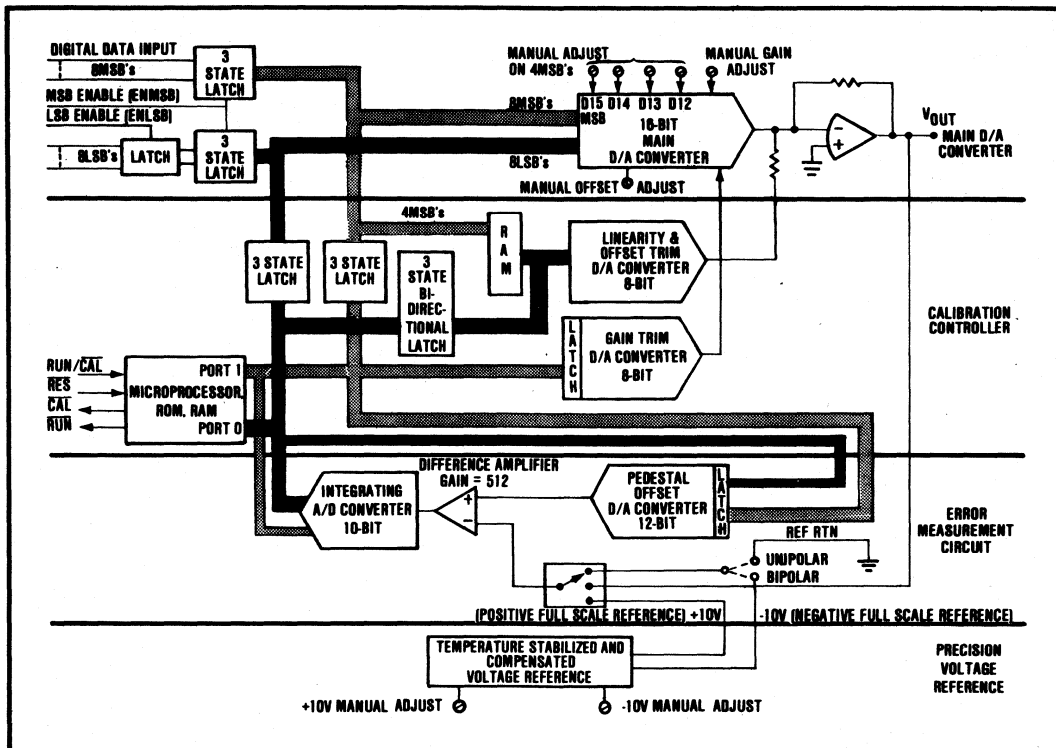 DIGITAL DATA INPUT
8MSB's
MSB ENABLE (ENMSB)
LSB ENABLE (ENLSB)
8LSB's
LATCH
3
STATE
LATCH
3
STATE
LATCH
MANUAL ADJUST
ON 4MSB's
MANUAL GAIN
ADJUST
8MSB's
8LSB's
D15 D14 D13 D12
MSB
16-BIT
MAIN
D/A CONVERTER
MANUAL OFFSET ADJUST
VOUT
MAIN D/A
CONVERTER
4MSB's
RAM
3 STATE
LATCH
3 STATE
LATCH
3
STATE
BI-
DIREC-
TIONAL
LATCH
LINEARITY &
OFFSET TRIM
D/A CONVERTER
8-BIT
LATCH
GAIN TRIM
D/A CONVERTER
8-BIT
CALIBRATION
CONTROLLER
RUN/CAL
RES
CAL
RUN
PORT 1
MICROPROCESSOR,
ROM, RAM
PORT 0
DIFFERENCE AMPLIFIER
GAIN = 512
INTEGRATING
A/D CONVERTER
10-BIT
+
−
PEDESTAL
OFFSET
D/A CONVERTER
12-BIT
LATCH
REF RTN
UNIPOLAR
BIPOLAR
ERROR
MEASUREMENT
CIRCUIT
(POSITIVE FULL SCALE REFERENCE) +10V
-10V (NEGATIVE FULL SCALE REFERENCE)
TEMPERATURE STABILIZED AND
COMPENSATED
VOLTAGE REFERENCE
PRECISION
VOLTAGE
REFERENCE
+10V MANUAL ADJUST
-10V MANUAL ADJUST